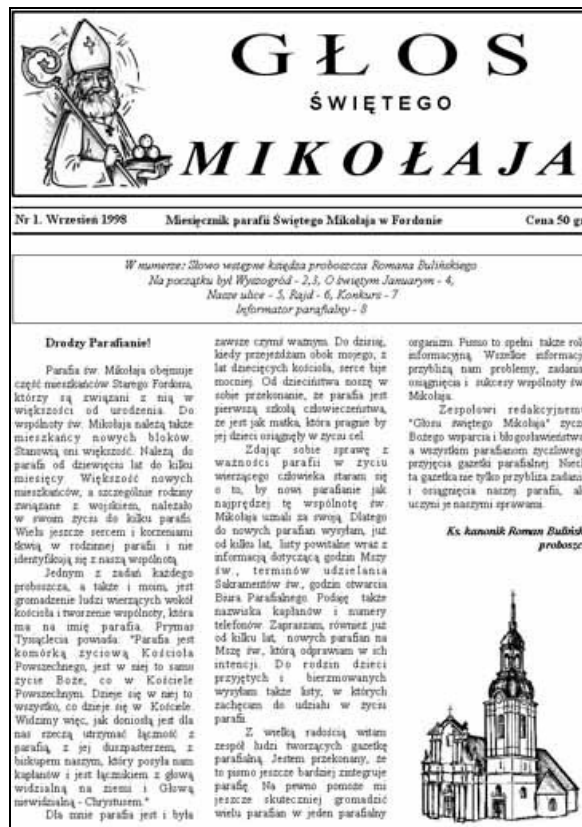 GŁOS
ŚWIĘTEGO
MIKOŁAJA
Nr 1. Wrzesień 1998 Miesięcznik parafii Świętego Mikołaja w Fordonie Cena 50 gr
W numerze: Słowo wstępne księdza proboszcza Romana Bulińskiego
Na początku był Wyszogród - 2,3, O świętym Januarym - 4,
Nasze ulice - 5, Rajd - 6, Konkurs - 7
Informator parafialny - 8
Drodzy Parafianie!
Parafia św. Mikołaja obejmuje
część mieszkańców Starego Fordonu,
którzy są związani z nią w
większości od urodzenia. Do
wspólnoty św. Mikołaja należą także
mieszkańcy nowych bloków.
Stanowią oni większość. Należą do
parafii od dziewięciu lat do kilku
miesięcy. Większość nowych
mieszkańców, a szczególnie rodziny
związane z wojskiem, należało
w swoim życiu do kilku parafii.
Wielu jeszcze sercem i korzeniami
tkwią w rodzinnej parafii i nie
identyfikują się z naszą wspólnotą.
Jednym z zadań każdego
proboszcza, a także i moim, jest
gromadzenie ludzi wierzących wokół
kościoła i tworzenie wspólnoty, która
ma na imię parafia. Prymas
Tysiąclecia powiada: "Parafia jest
komórką życiową Kościoła
Powszechnego, jest w niej to samo
życie Boże, co w Kościele
Powszechnym. Dzieje się w niej to
wszystko, co dzieje się w Kościele.
Widzimy więc, jak doniosłą jest dla
nas rzeczą utrzymać łączność z
parafią, z jej duszpasterzem, z
biskupem naszym, który posyła nam
kapłanów i jest łącznikiem z głową
widzialną na ziemi i Głową
niewidzialną - Chrystusem."
Dla mnie parafia jest i była
zawsze czymś ważnym. Do dzisiaj,
kiedy przejeżdżam obok mojego, z
lat dziecięcych kościoła, serce bije
mocniej. Od dzieciństwa noszę w
sobie przekonanie, że parafia jest
pierwszą szkołą człowieczeństwa,
że jest jak matka, która pragnie by
jej dzieci osiągnęły w życiu cel.
Zdając sobie sprawę z
ważności parafii w życiu
wierzącego człowieka staram się
o to, by nowi parafianie jak
najprędzej tę wspólnotę św.
Mikołaja uznali za swoją. Dlatego
do nowych parafian wysyłam, już
od kilku lat, listy powitalne wraz z
informacją dotyczącą godzin Mszy
św., terminów udzielania
Sakramentów św., godzin otwarcia
Biura Parafialnego. Podaję także
nazwiska kapłanów i numery
telefonów. Zapraszam, również już
od kilku lat, nowych parafian na
Mszę św., którą odprawiam w ich
intencji. Do rodzin dzieci
przyjętych i bierzmowanych
wysyłam także listy, w których
zachęcam do udziału w życiu
parafii.
Z wielką radością witam
zespół ludzi tworzących gazetkę
parafialną. Jestem przekonany, że
to pismo jeszcze bardziej zintegruje
parafię. Na pewno pomoże mi
jeszcze skuteczniej gromadzić
wielu parafian w jeden parafialny
organizm. Pismo to spełni także rolę
informacyjną. Wszelkie informacje
przybliżą nam problemy, zadania,
osiągnięcia i sukcesy wspólnoty św.
Mikołaja.
Zespołowi redakcyjnemu
"Głosu świętego Mikołaja" życzę
Bożego wsparcia i błogosławieństwa,
a wszystkim parafianom życzliwego
przyjęcia gazetki parafialnej. Niech
ta gazetka nie tylko przybliża zadania
i osiągnięcia naszej parafii, ale
uczyni je naszymi sprawami.
Ks. kanonik Roman Buliński
proboszcz